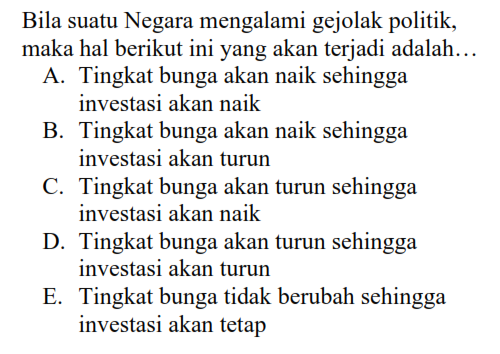 Bila suatu Negara mengalami gejolak politik,
maka hal berikut ini yang akan terjadi adalah…
A. Tingkat bunga akan naik sehingga
investasi akan naik
B. Tingkat bunga akan naik sehingga
investasi akan turun
C. Tingkat bunga akan turun sehingga
investasi akan naik
D. Tingkat bunga akan turun sehingga
investasi akan turun
E. Tingkat bunga tidak berubah sehingga
investasi akan tetap